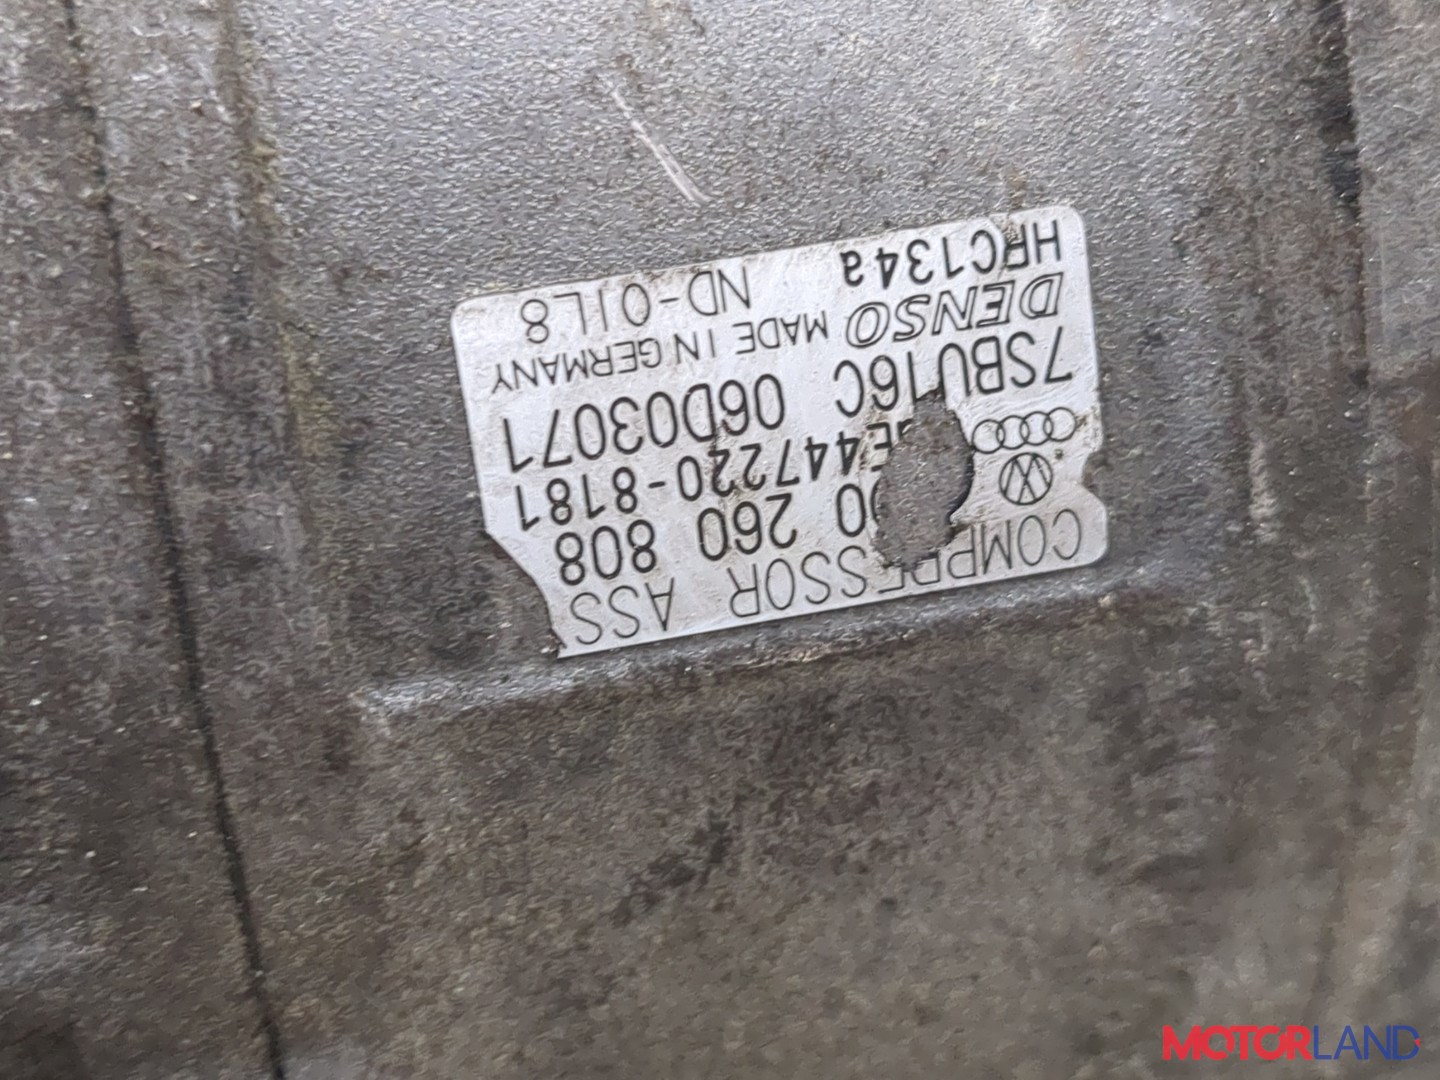 COMPRESSOR ASS
260 808
447220-8181
7SBU16C 06D03071
DENSO MADE IN GERMANY
HFC134a ND-OIL8
MOTORLAND